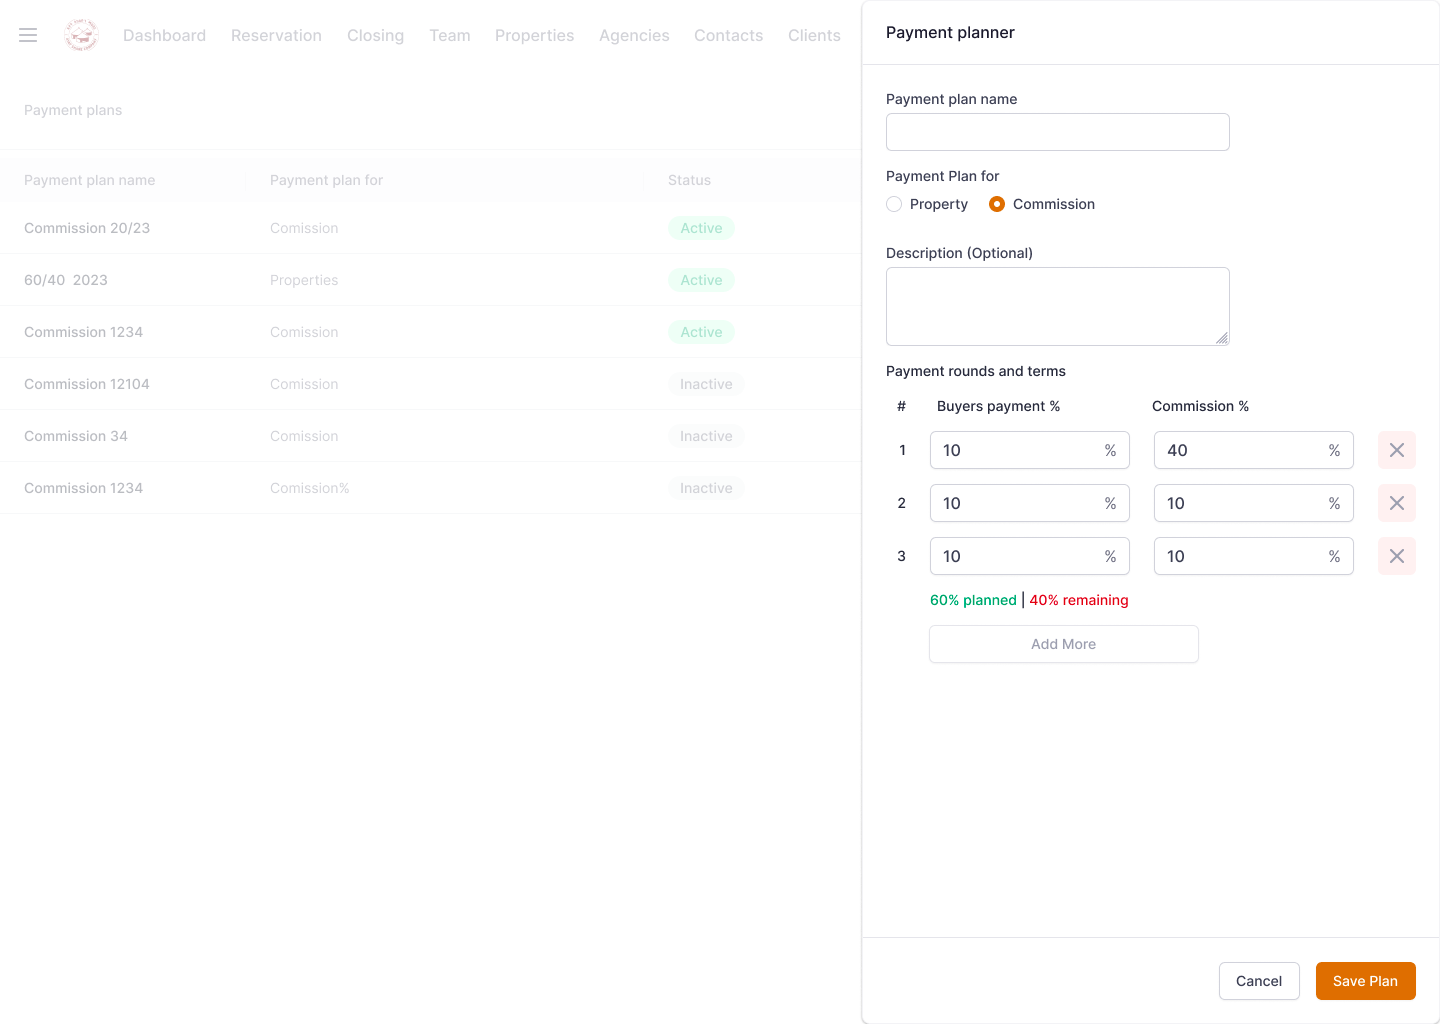 Dashboard Reservation Closing Team Properties Agencies Contacts Clients
Payment plans
Payment plan name Payment plan for Status
Commission 20/23 Comission Active
60/40 2023 Properties Active
Commission 1234 Comission Active
Commission 12104 Comission Inactive
Commission 34 Comission Inactive
Commission 1234 Comission% Inactive
Payment planner
Payment plan name
Payment Plan for
Property Commission
Description (Optional)
Payment rounds and terms
# Buyers payment % Commission %
1 10 % 40 %
2 10 % 10 %
3 10 % 10 %
60% planned | 40% remaining
Add More
Cancel Save Plan